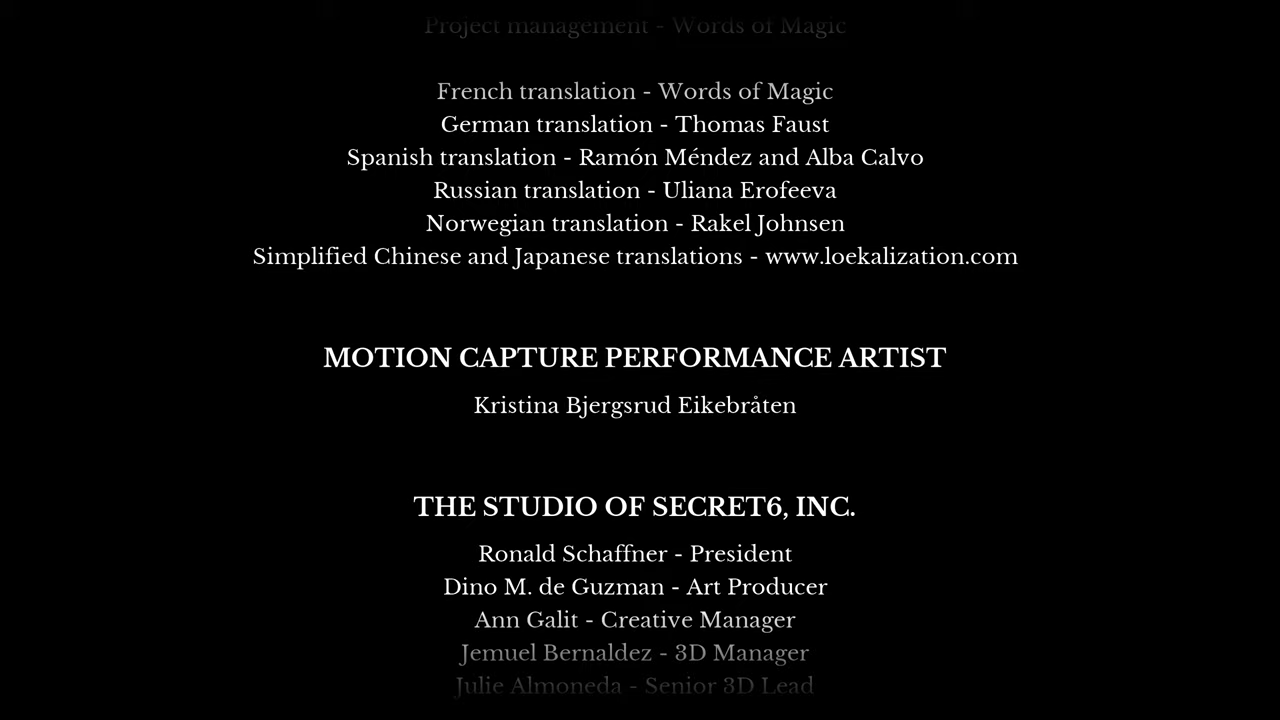 Project management - Words of Magic
French translation - Words of Magic
German translation - Thomas Faust
Spanish translation - Ramón Méndez and Alba Calvo
Russian translation - Uliana Erofeeva
Norwegian translation - Rakel Johnsen
Simplified Chinese and Japanese translations - www.loekalization.com
MOTION CAPTURE PERFORMANCE ARTIST
Kristina Bjergsrud Eikebråten
THE STUDIO OF SECRET6, INC.
Ronald Schaffner - President
Dino M. de Guzman - Art Producer
Ann Galit - Creative Manager
Jemuel Bernaldez - 3D Manager
Julie Almoneda - Senior 3D Lead